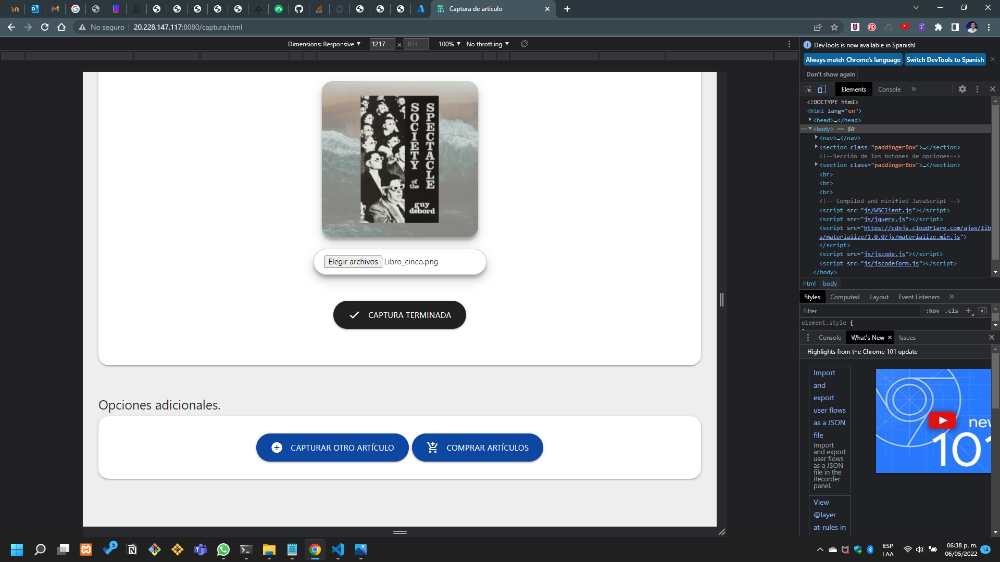 Captura de articulo
No seguro
20.228.147.117:8080/captura.html
Dimensions: Responsive
1217
×
874
100%
No throttling
SOCIETY
of the
SPECTACLE
guy
debord
Elegir archivos
Libro_cinco.png
CAPTURA TERMINADA
Opciones adicionales.
CAPTURAR OTRO ARTÍCULO
COMPRAR ARTÍCULOS
DevTools is now available in Spanish!
Always match Chrome's language
Switch DevTools to Spanish
Don't show again
Elements
Console
<!DOCTYPE html>
<html lang="en">
<head>…</head>
<body> == $0
<nav>…</nav>
<section class="paddingerBox">…</section>
<!--Sección de los botones de opciones-->
<section class="paddingerBox">…</section>
<br>
<br>
<br>
<!-- Compiled and minified JavaScript -->
<script src="js/WSClient.js"></script>
<script src="js/jquery.js"></script>
<script src="https://cdnjs.cloudflare.com/ajax/lib
s/materialize/1.0.0/js/materialize.min.js">
</script>
<script src="js/jscode.js"></script>
<script src="js/jscodeform.js"></script>
</body>
html
body
Styles
Computed
Layout
Event Listeners
Filter
:hov
.cls
element.style {
Console
What's New
Issues
Highlights from the Chrome 101 update
Import
and
export
user flows
as a JSON
file
Import
and export
user flows
as a JSON
file in the
Recorder
panel.
View
@layer
at-rules in
new
101
5
ESP
LAA
06:38 p. m.
06/05/2022
14